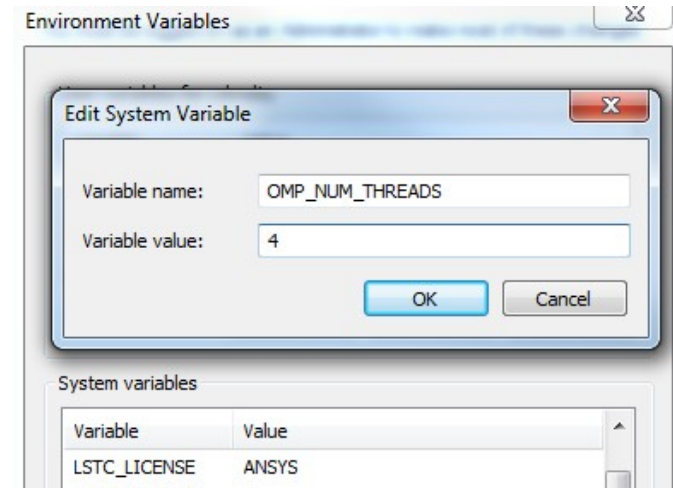 Environment Variables
Edit System Variable
Variable name: OMP_NUM_THREADS
Variable value: 4
OK Cancel
System variables
Variable Value
LSTC_LICENSE ANSYS